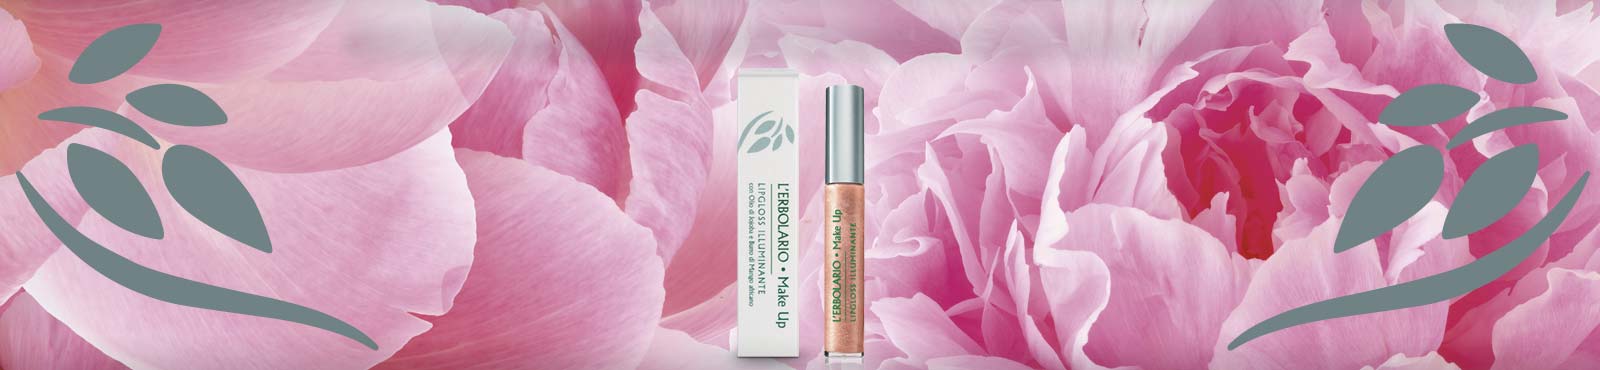 L'ERBOLARIO • Make Up
LIPGLOSS ILLUMINANTE
con Olio di Jojoba e Burro di Mango africano
L'ERBOLARIO • Make Up
LIPGLOSS ILLUMINANTE